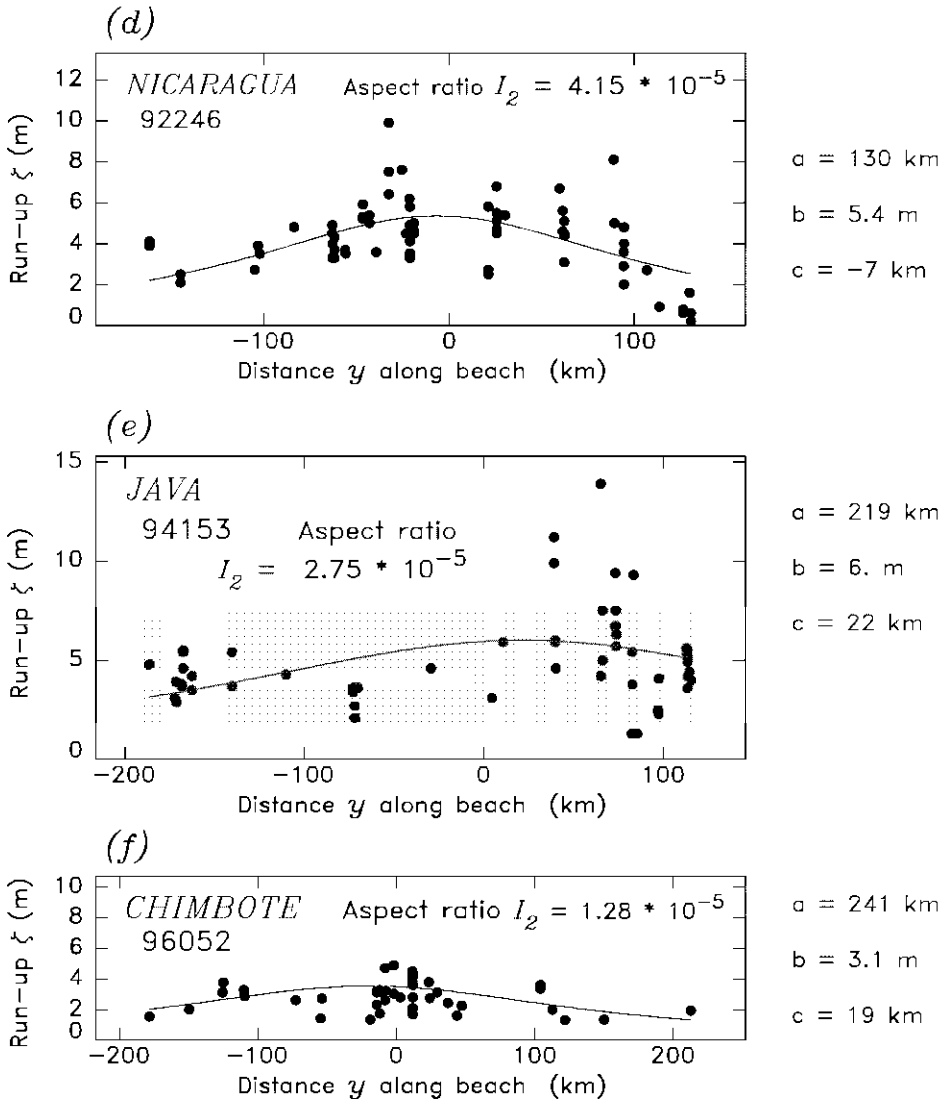 (d)
NICARAGUA
92246
Aspect ratio I₂ = 4.15 * 10⁻⁵
Run-up ζ (m)
12
10
8
6
4
2
0
-100 0 100
Distance y along beach (km)
a = 130 km
b = 5.4 m
c = -7 km
(e)
JAVA
94153
Aspect ratio
I₂ = 2.75 * 10⁻⁵
Run-up ζ (m)
15
10
5
0
-200 -100 0 100
Distance y along beach (km)
a = 219 km
b = 6. m
c = 22 km
(f)
CHIMBOTE
96052
Aspect ratio I₂ = 1.28 * 10⁻⁵
Run-up ζ (m)
10
8
6
4
2
0
-200 -100 0 100 200
Distance y along beach (km)
a = 241 km
b = 3.1 m
c = 19 km